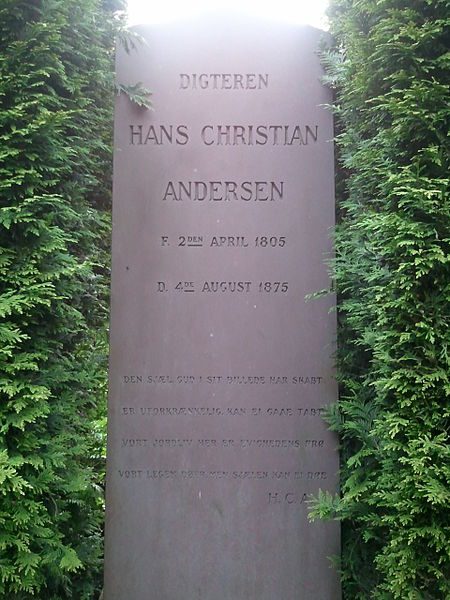 DIGTEREN
HANS CHRISTIAN
ANDERSEN
F. 2DEN APRIL 1805
D. 4DE AUGUST 1875
DEN SJÆL GUD I SIT BILLEDE HAR SKABT
ER UFORKRÆNKELIG, KAN EI GAAE TABT
VORT JORDLIV HER ER EVIGHEDENS FRØ
VORT LEGEM DØER, MEN SJÆLEN KAN EI DØE
H. C. A.